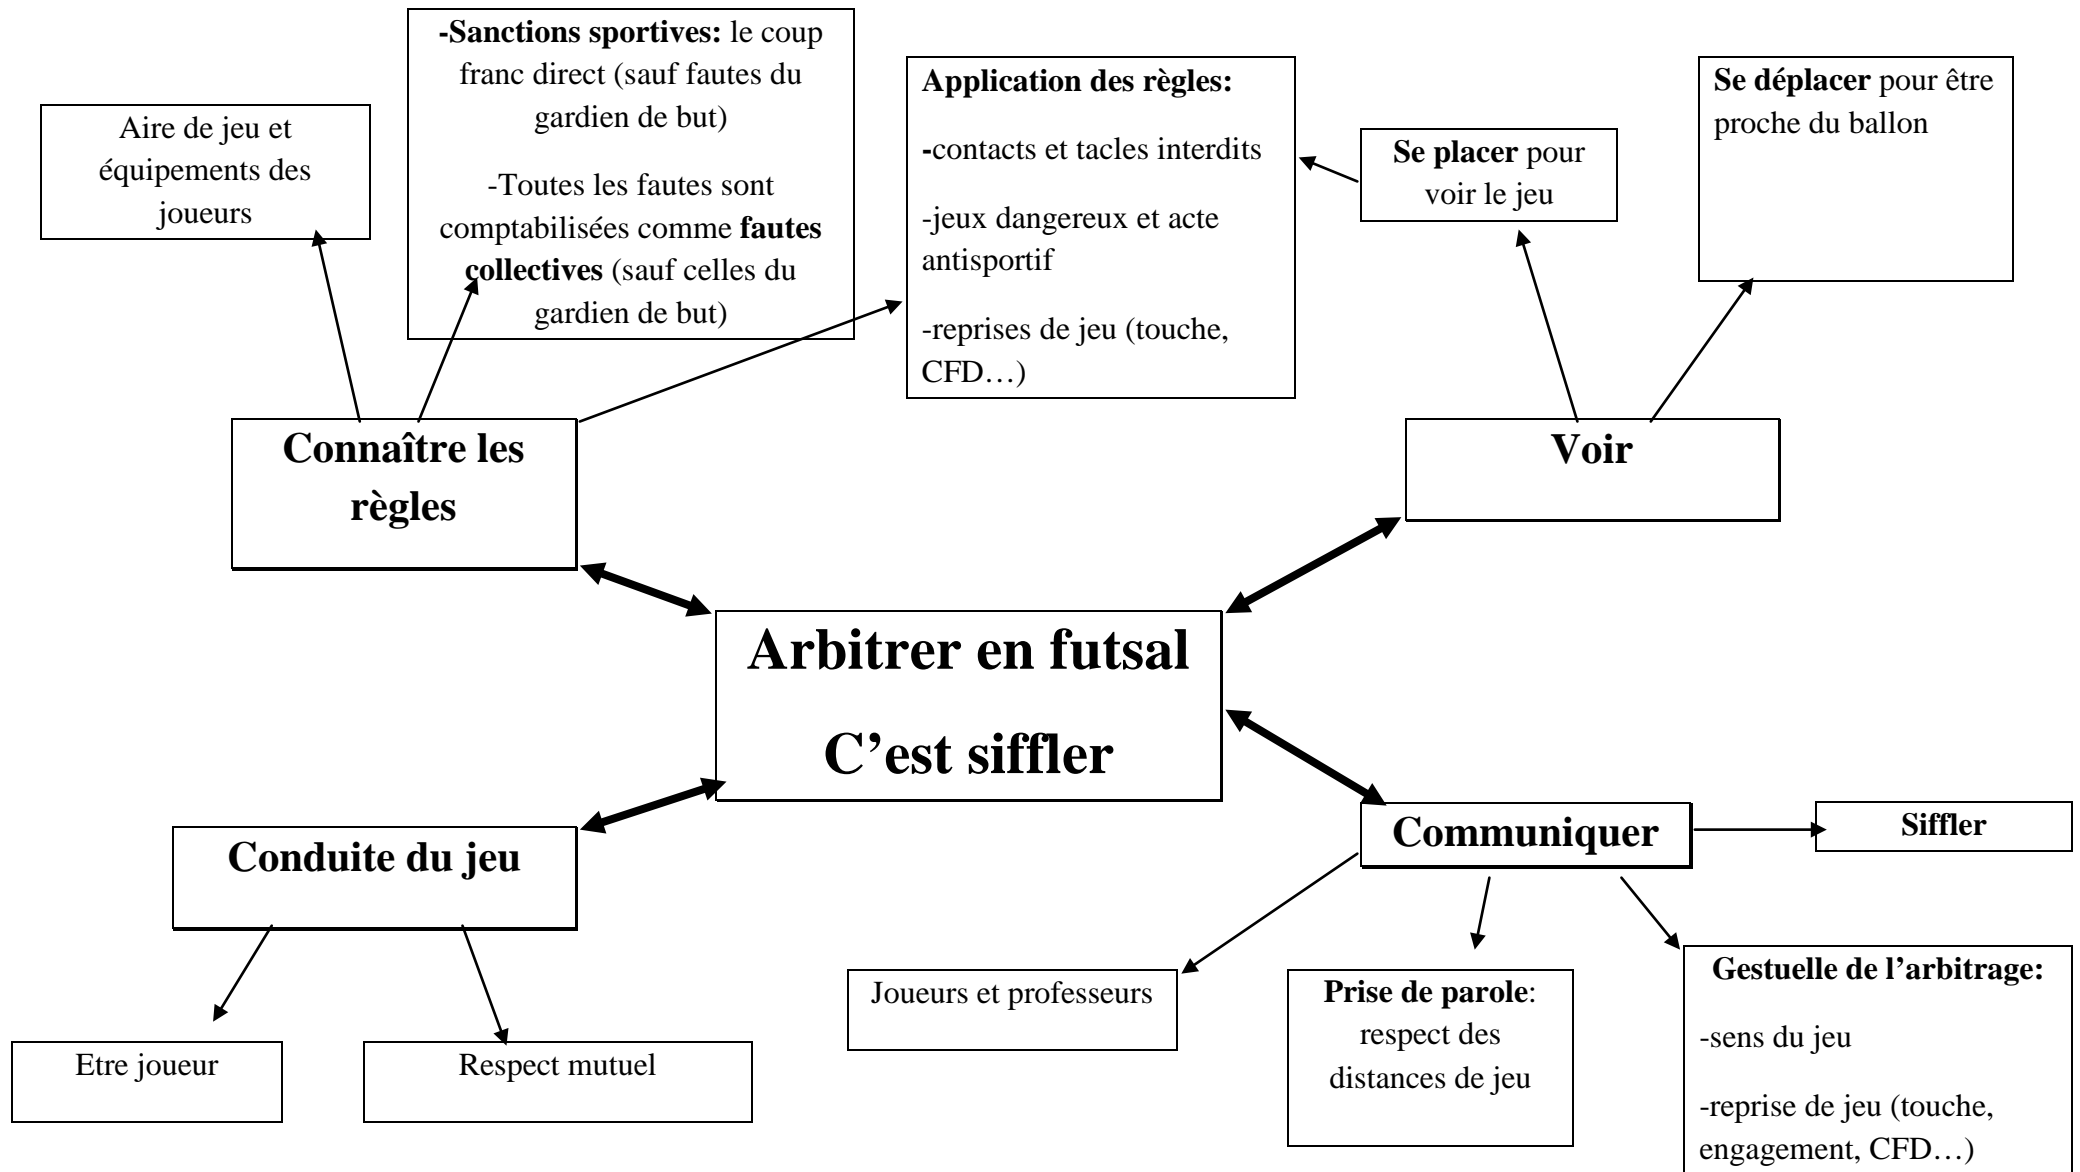 -Sanctions sportives: le coup
franc direct (sauf fautes du
gardien de but)
-Toutes les fautes sont
comptabilisées comme fautes
collectives (sauf celles du
gardien de but)
Application des règles:
-contacts et tacles interdits
-jeux dangereux et acte
antisportif
-reprises de jeu (touche,
CFD…)
Se déplacer pour être
proche du ballon
Aire de jeu et
équipements des
joueurs
Se placer pour
voir le jeu
Connaître les
règles
Voir
Arbitrer en futsal
C’est siffler
Conduite du jeu
Communiquer
Siffler
Etre joueur
Respect mutuel
Joueurs et professeurs
Prise de parole:
respect des
distances de jeu
Gestuelle de l’arbitrage:
-sens du jeu
-reprise de jeu (touche,
engagement, CFD…)